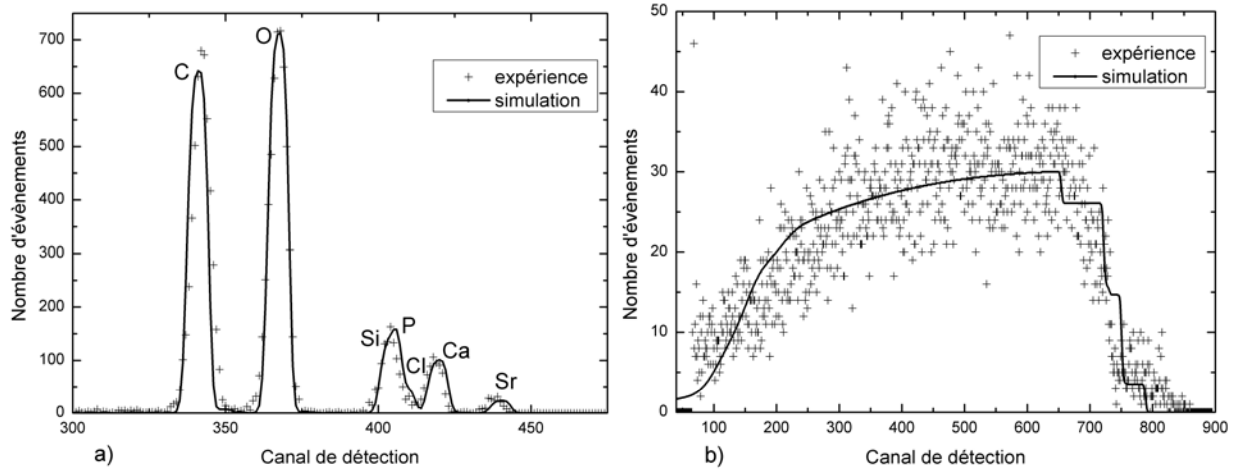 700
600
500
400
300
200
100
0
Nombre d'évènements
C
O
Si
P
Cl
Ca
Sr
expérience
simulation
300
350
400
450
a)
Canal de détection
50
40
30
20
10
0
Nombre d'évènements
expérience
simulation
100
200
300
400
500
600
700
800
900
b)
Canal de détection